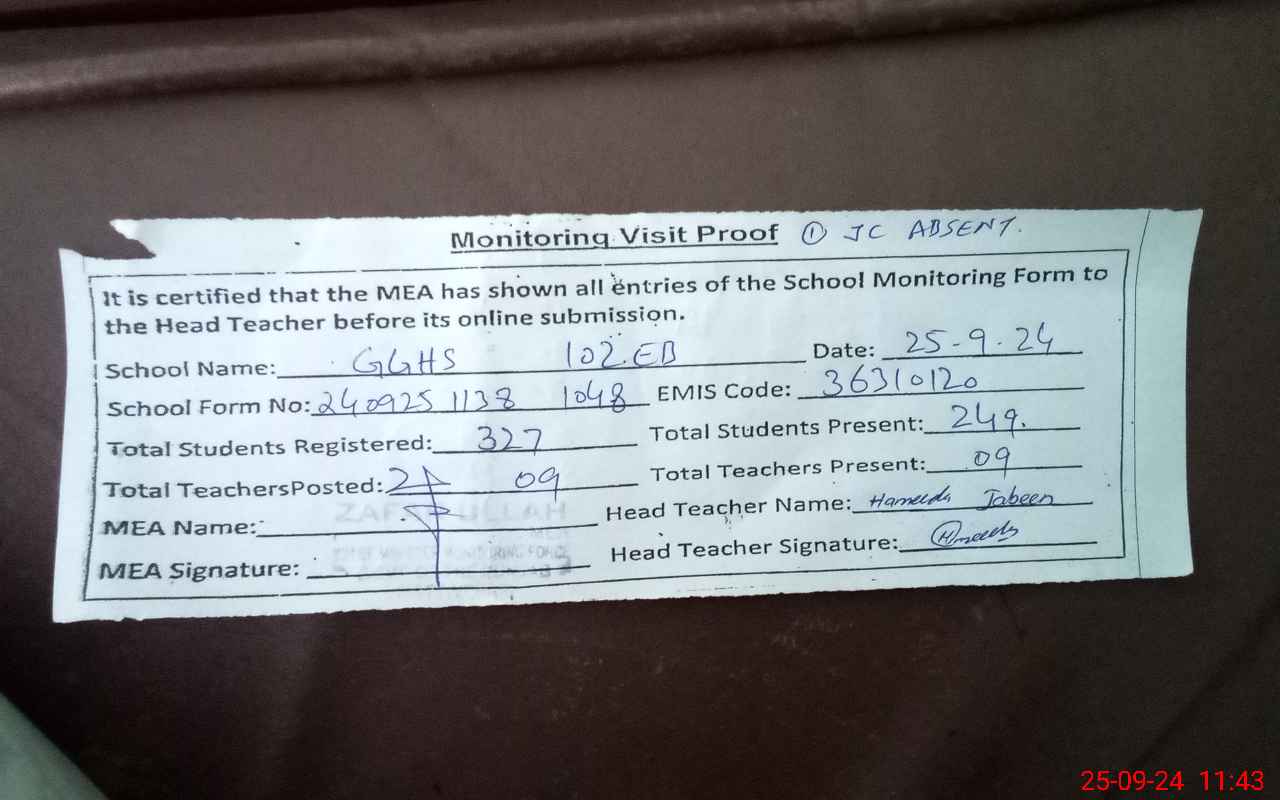 Monitoring Visit Proof ① JC ABSENT.
It is certified that the MEA has shown all entries of the School Monitoring Form to
the Head Teacher before its online submission.
School Name: GGHS 102.EB Date: 25-9-24
School Form No: 240925 1138 1048 EMIS Code: 36310120
Total Students Registered: 327 Total Students Present: 249.
Total TeachersPosted: 09 Total Teachers Present: 09
MEA Name: ULLAH Head Teacher Name: Hameeda Jabeen
MEA Signature: Head Teacher Signature: Hameeda
25-09-24 11:43